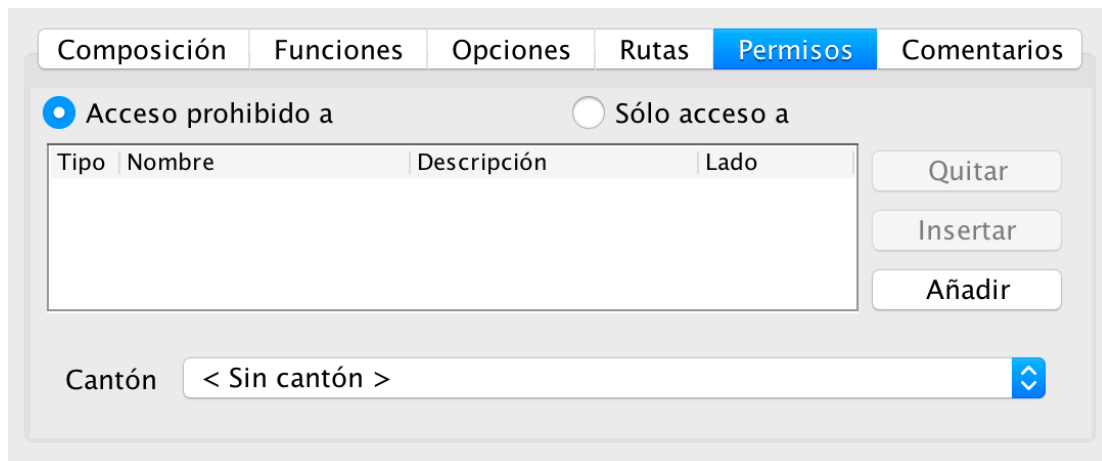 Composición Funciones Opciones Rutas Permisos Comentarios
Acceso prohibido a Sólo acceso a
Tipo Nombre Descripción Lado
Quitar
Insertar
Añadir
Cantón < Sin cantón >